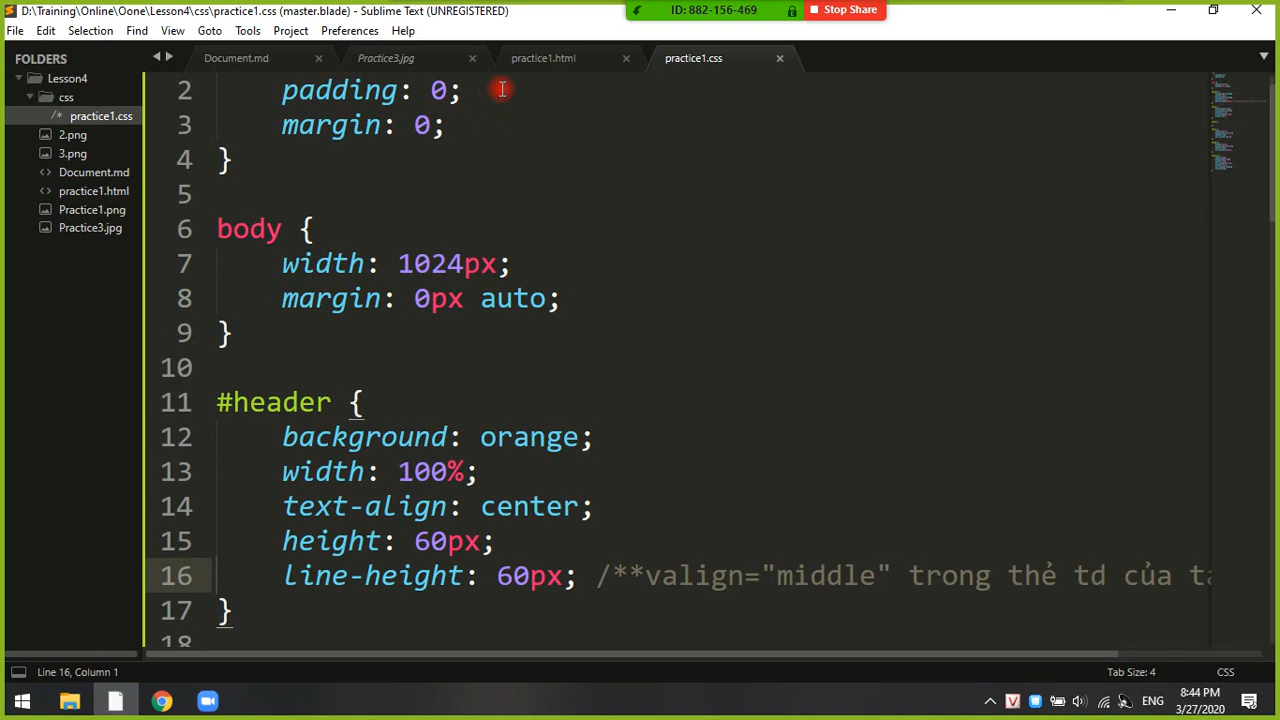 D:\Training\Online\Oone\Lesson4\css\practice1.css (master.blade) - Sublime Text (UNREGISTERED)
ID: 882-156-469
Stop Share
File Edit Selection Find View Goto Tools Project Preferences Help
FOLDERS
Lesson4
css
/* practice1.css
2.png
3.png
<> Document.md
<> practice1.html
Practice1.png
Practice3.jpg
Document.md
Practice3.jpg
practice1.html
practice1.css
2 padding: 0;
3 margin: 0;
4 }
5
6 body {
7 width: 1024px;
8 margin: 0px auto;
9 }
10
11 #header {
12 background: orange;
13 width: 100%;
14 text-align: center;
15 height: 60px;
16 line-height: 60px; /**valign="middle" trong thẻ td của ta
17 }
18
Line 16, Column 1
Tab Size: 4
CSS
ENG
8:44 PM
3/27/2020